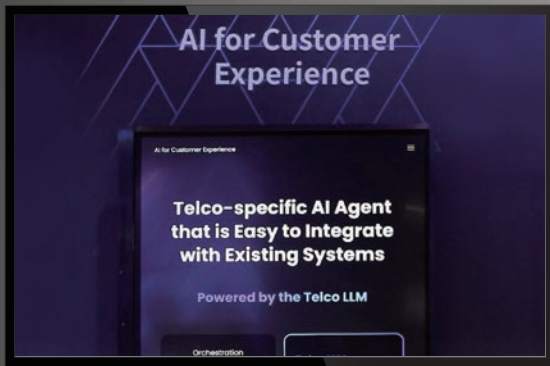 AI for Customer
Experience
AI for Customer Experience
Telco-specific AI Agent
that is Easy to Integrate
with Existing Systems
Powered by the Telco LLM
Orchestration